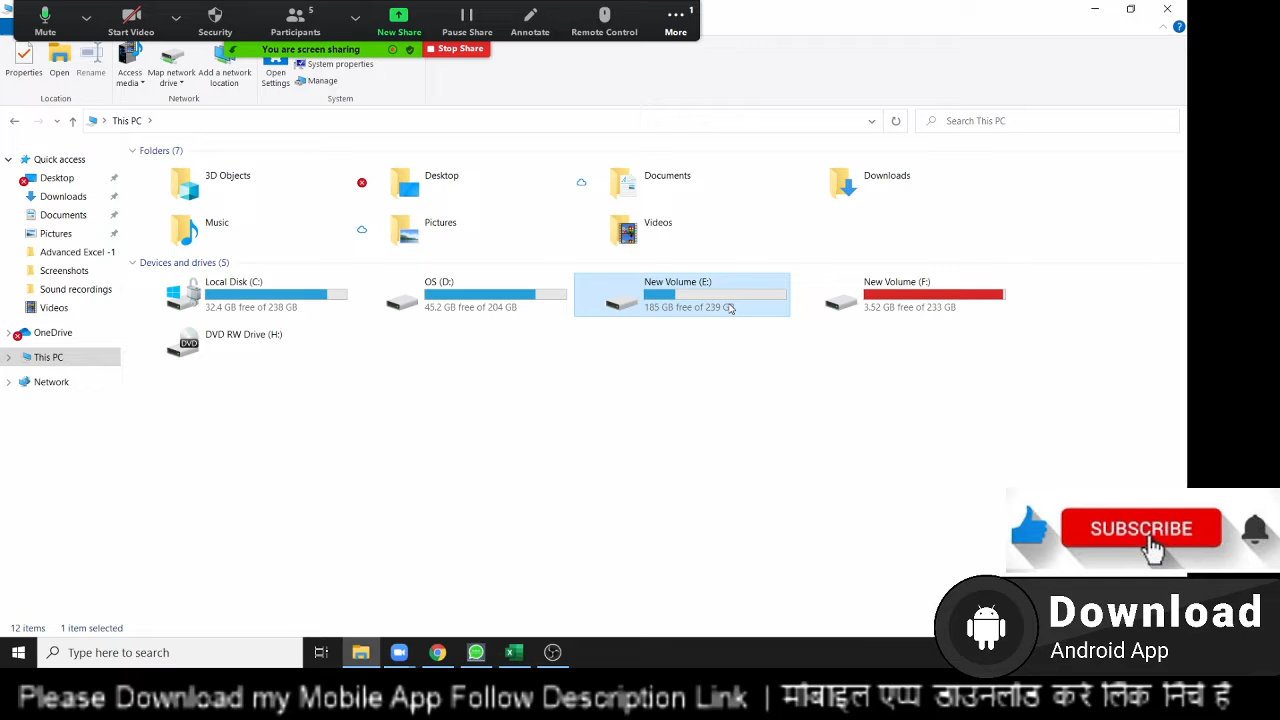 Mute
Start Video
Security
Participants
5
New Share
Pause Share
Annotate
Remote Control
More
1
You are screen sharing
Stop Share
Properties
Open
Rename
Access media
Map network drive
Add a network location
Open Settings
System properties
Manage
Location
Network
System
This PC
Search This PC
Quick access
Desktop
Downloads
Documents
Pictures
Advanced Excel -1
Screenshots
Sound recordings
Videos
OneDrive
This PC
Network
Folders (7)
3D Objects
Desktop
Documents
Downloads
Music
Pictures
Videos
Devices and drives (5)
Local Disk (C:)
32.4 GB free of 238 GB
OS (D:)
45.2 GB free of 204 GB
New Volume (E:)
185 GB free of 239 GB
New Volume (F:)
3.52 GB free of 233 GB
DVD RW Drive (H:)
DVD
SUBSCRIBE
Download
Android App
12 items
1 item selected
Type here to search
Please Download my Mobile App Follow Description Link | मोबाइल एप्प डाउनलोड करे लिंक निचे है